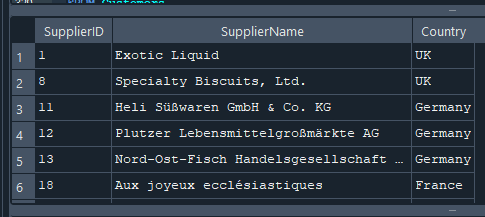 FROM Customers
SupplierID SupplierName Country
1 1 Exotic Liquid UK
2 8 Specialty Biscuits, Ltd. UK
3 11 Heli Süßwaren GmbH & Co. KG Germany
4 12 Plutzer Lebensmittelgroßmärkte AG Germany
5 13 Nord-Ost-Fisch Handelsgesellschaft … Germany
6 18 Aux joyeux ecclésiastiques France